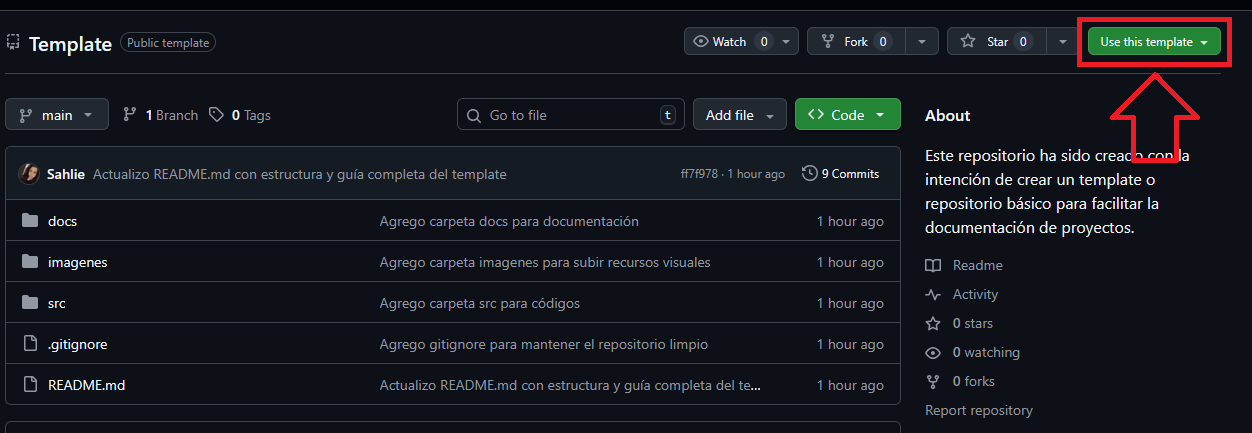 Template Public template Watch 0 Fork 0 Star 0 Use this template
main 1 Branch 0 Tags Go to file t Add file Code
Sahlie Actualizo README.md con estructura y guía completa del template ff7f978 · 1 hour ago 9 Commits
docs Agrego carpeta docs para documentación 1 hour ago
imagenes Agrego carpeta imagenes para subir recursos visuales 1 hour ago
src Agrego carpeta src para códigos 1 hour ago
.gitignore Agrego gitignore para mantener el repositorio limpio 1 hour ago
README.md Actualizo README.md con estructura y guía completa del te... 1 hour ago
About
Este repositorio ha sido creado con la
intención de crear un template o
repositorio básico para facilitar la
documentación de proyectos.
Readme
Activity
0 stars
0 watching
0 forks
Report repository